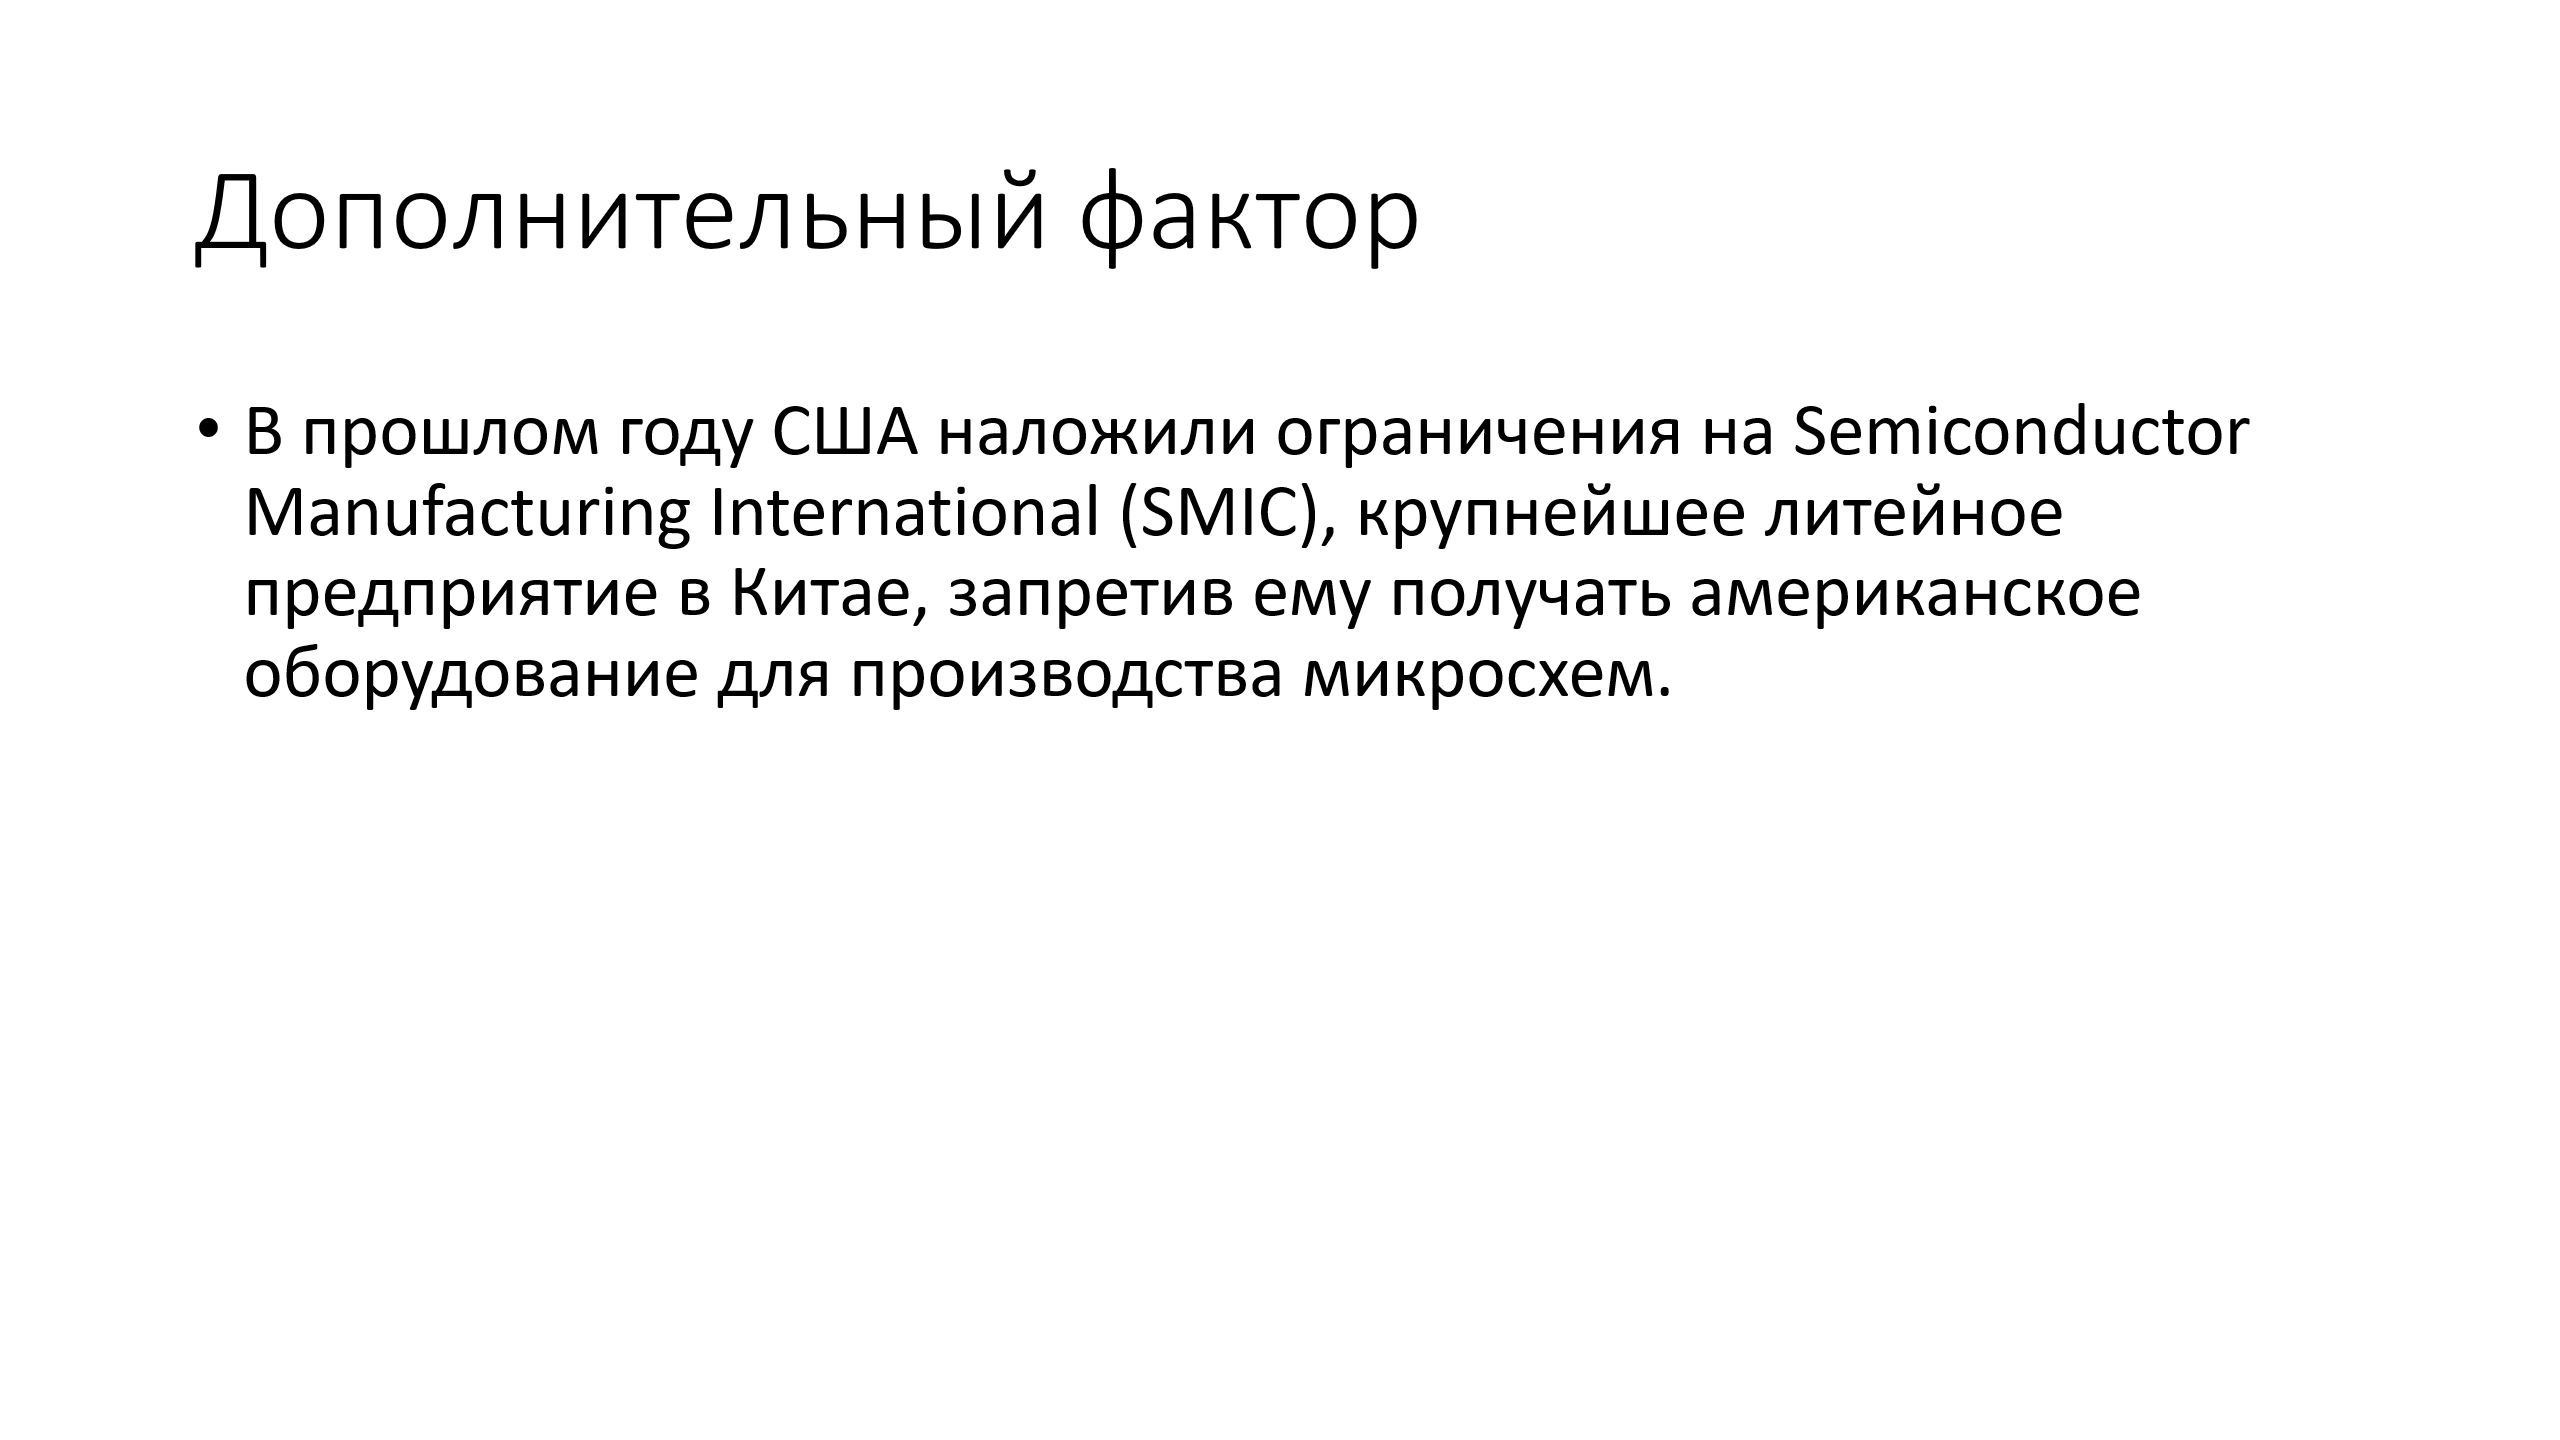 Дополнительный фактор
• В прошлом году США наложили ограничения на Semiconductor
Manufacturing International (SMIC), крупнейшее литейное
предприятие в Китае, запретив ему получать американское
оборудование для производства микросхем.